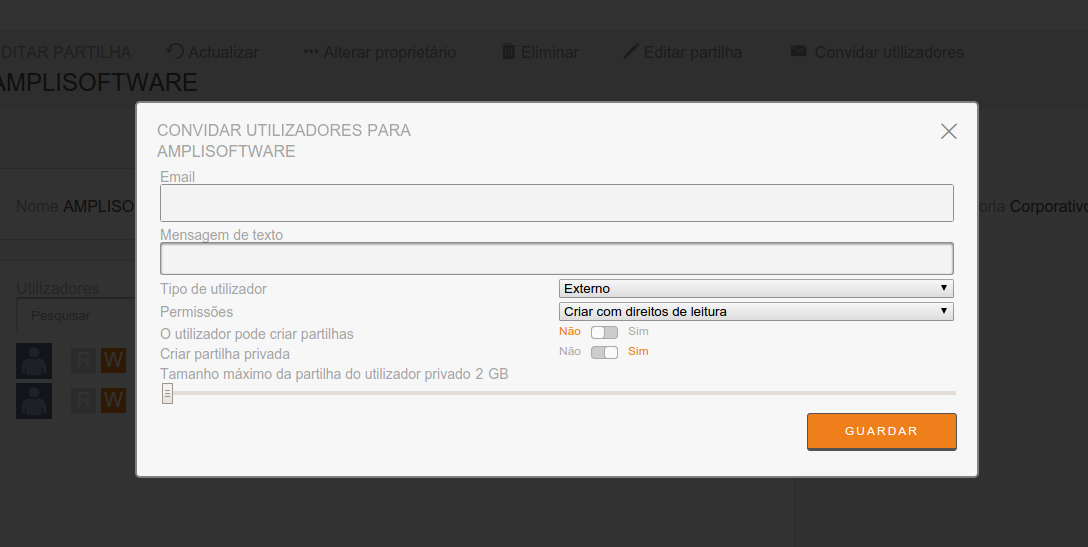 DITAR PARTILHA
Actualizar
Alterar proprietário
Eliminar
Editar partilha
Convidar utilizadores
AMPLISOFTWARE
CONVIDAR UTILIZADORES PARA
AMPLISOFTWARE
Email
Nome AMPLISO
oria Corporativo
Mensagem de texto
Utilizadores
Tipo de utilizador
Externo
Pesquisar
Permissões
Criar com direitos de leitura
O utilizador pode criar partilhas
Não
Sim
Criar partilha privada
Não
Sim
R W
Tamanho máximo da partilha do utilizador privado 2 GB
R W
GUARDAR